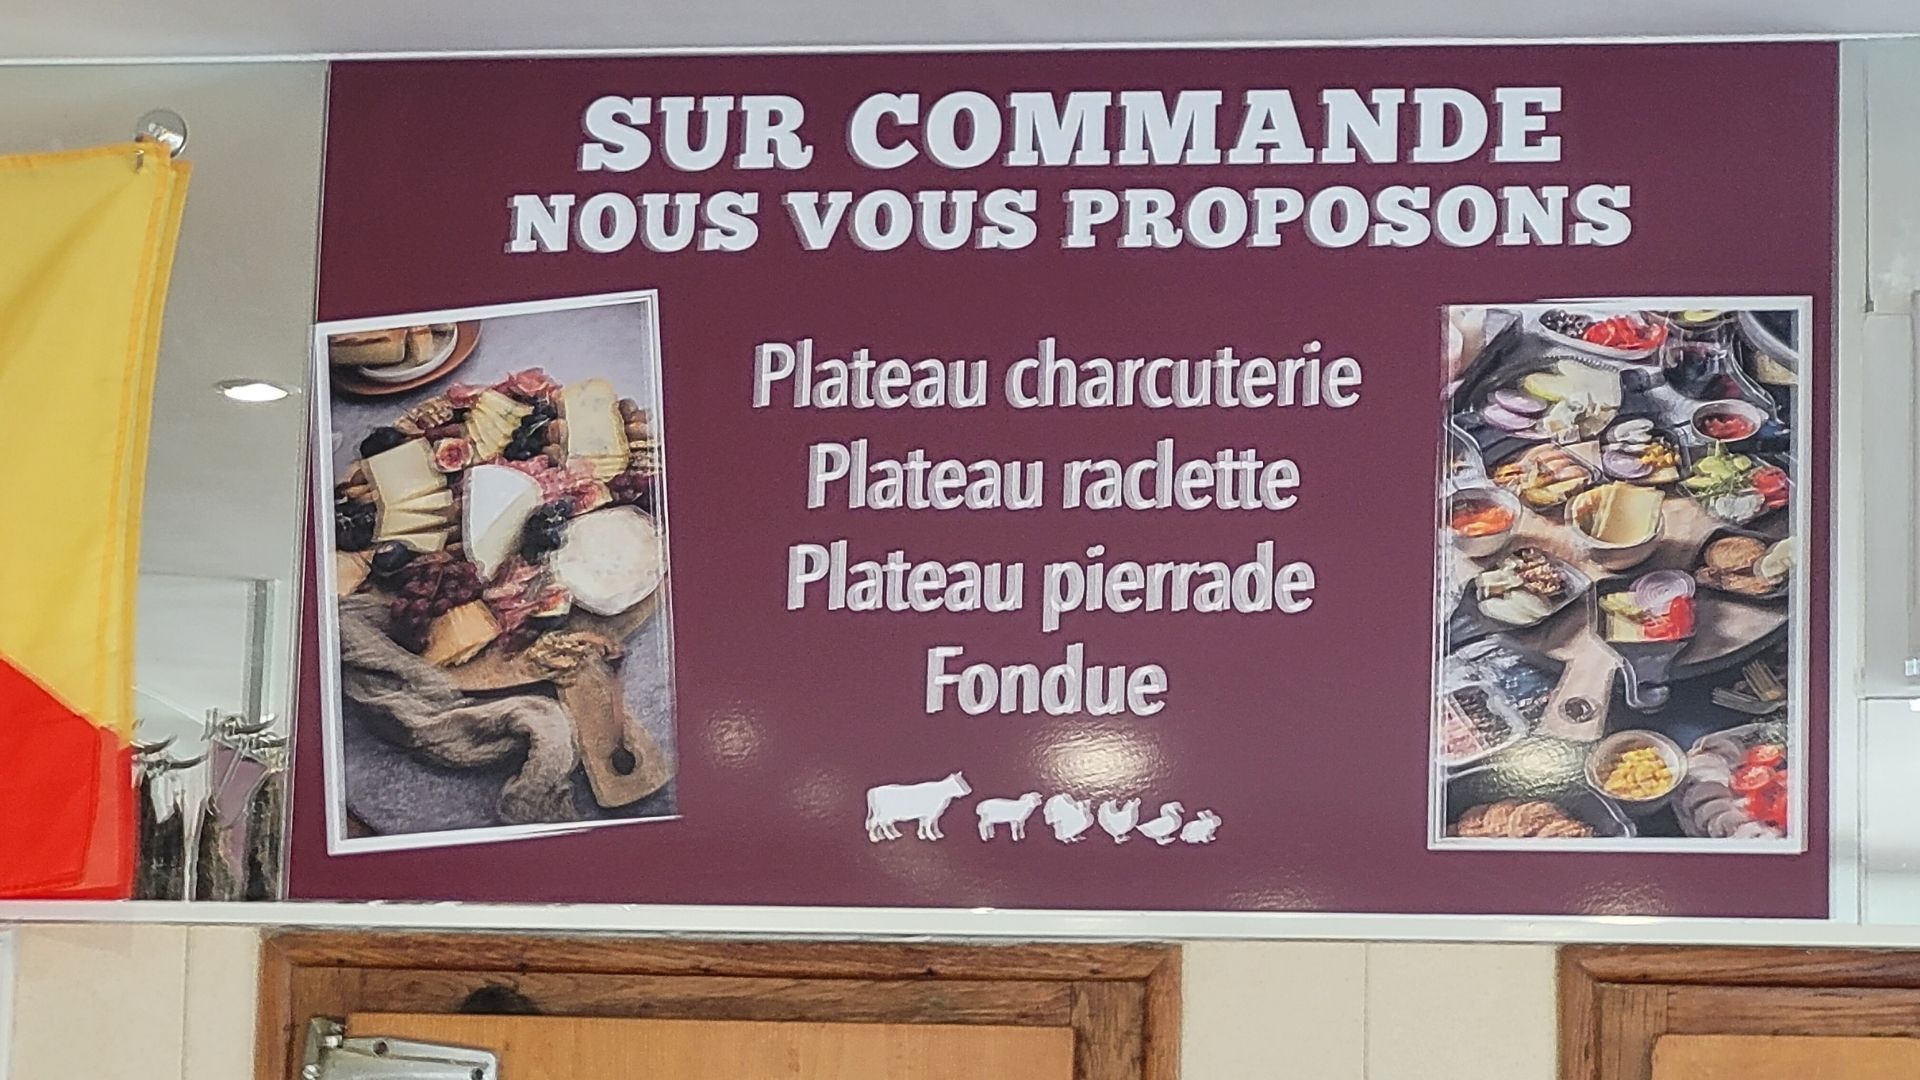 SUR COMMANDE
NOUS VOUS PROPOSONS
Plateau charcuterie
Plateau raclette
Plateau pierrade
Fondue